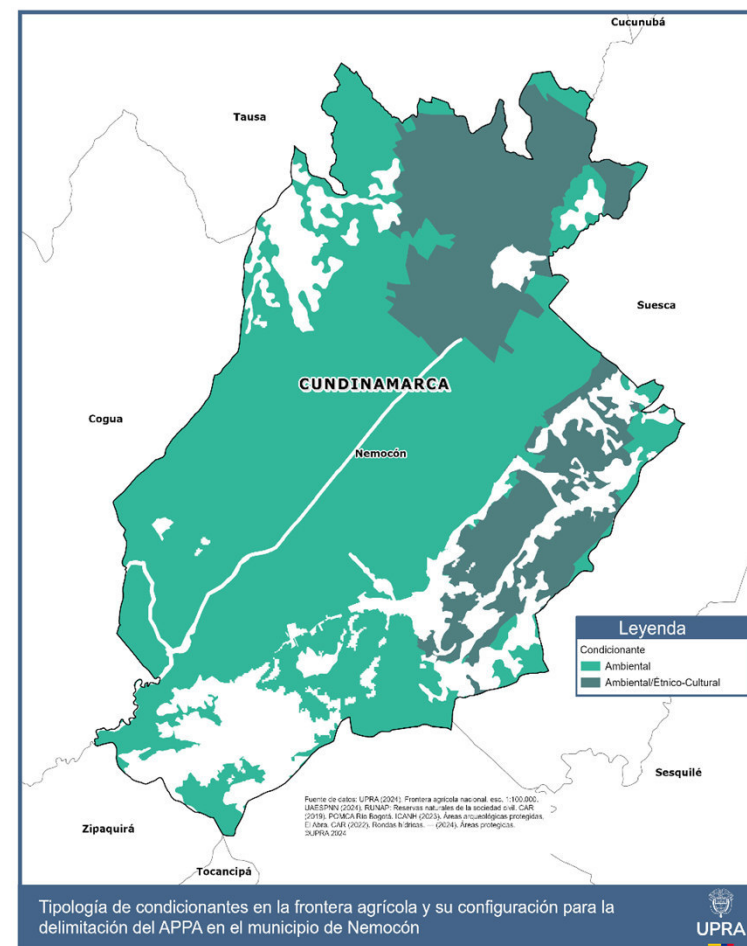 Cucunubá
Tausa
Suesca
CUNDINAMARCA
Cogua
Nemocón
Leyenda
Condicionante
Ambiental
Ambiental/Étnico-Cultural
Sesquilé
Fuente de datos: UPRA (2024). Frontera agrícola nacional, esc. 1:100.000.
UAESPNN (2024). RUNAP: Reservas naturales de la sociedad civil. CAR
(2019). POMCA Río Bogotá. ICANH (2023). Áreas arqueológicas protegidas.
El Abra. CAR (2022). Rondas hídricas. — (2024). Áreas protegidas.
©UPRA 2024
Zipaquirá
Tocancipá
Tipología de condicionantes en la frontera agrícola y su configuración para la
delimitación del APPA en el municipio de Nemocón
UPRA